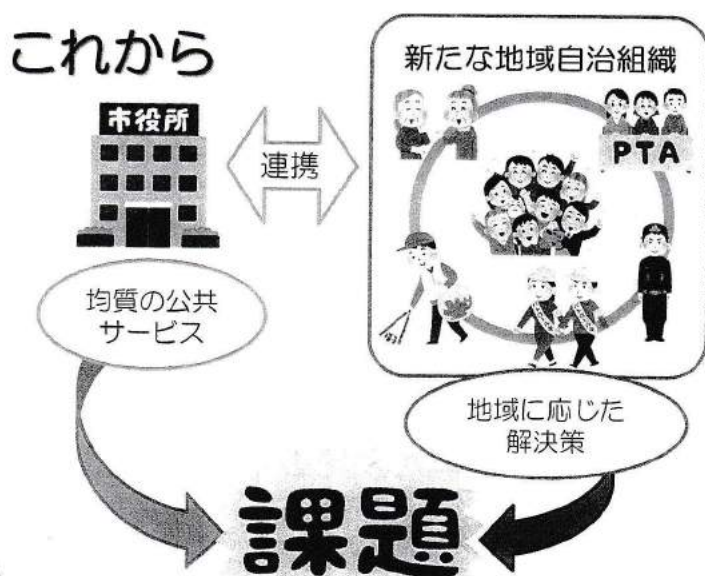 これから
新たな地域自治組織
市役所
連携
PTA
均質の公共
サービス
地域に応じた
解決策
課題